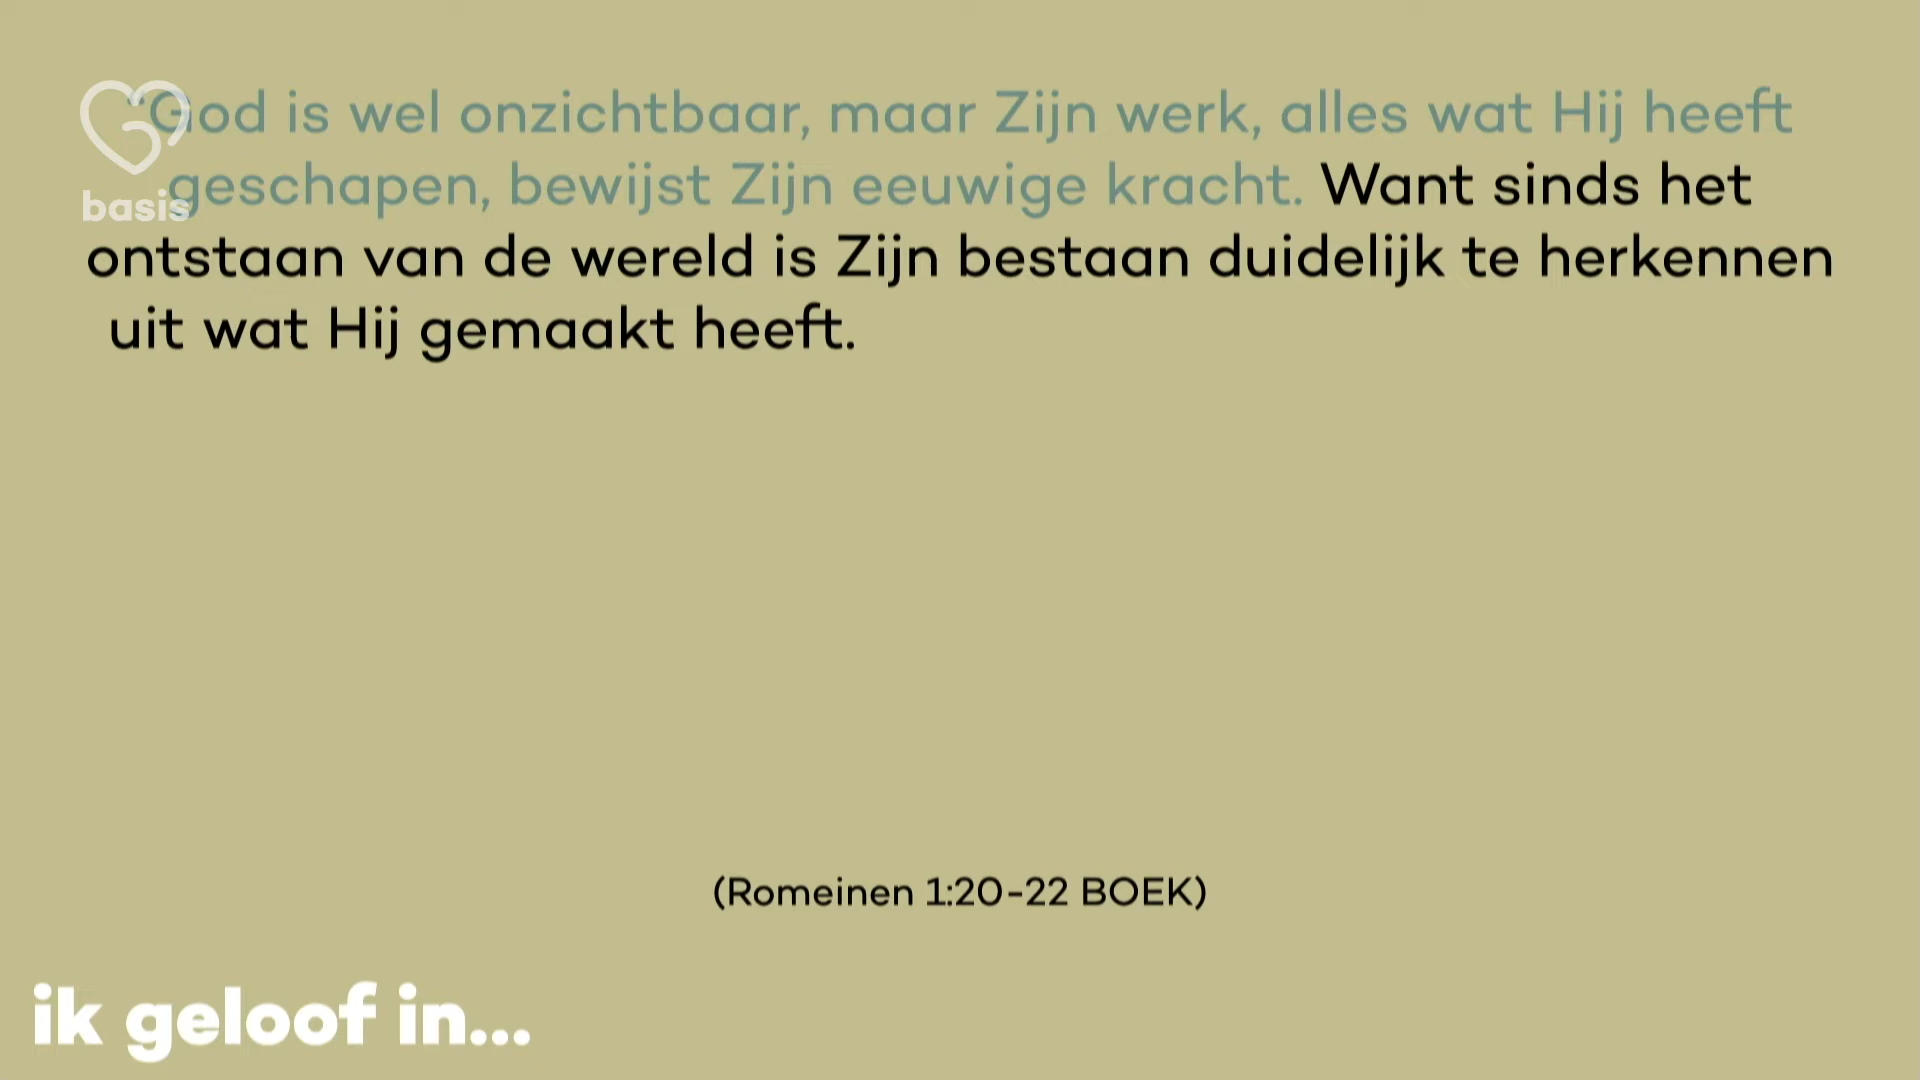 “God is wel onzichtbaar, maar Zijn werk, alles wat Hij heeft
geschapen, bewijst Zijn eeuwige kracht. Want sinds het
basis
ontstaan van de wereld is Zijn bestaan duidelijk te herkennen
uit wat Hij gemaakt heeft.
(Romeinen 1:20-22 BOEK)
ik geloof in...